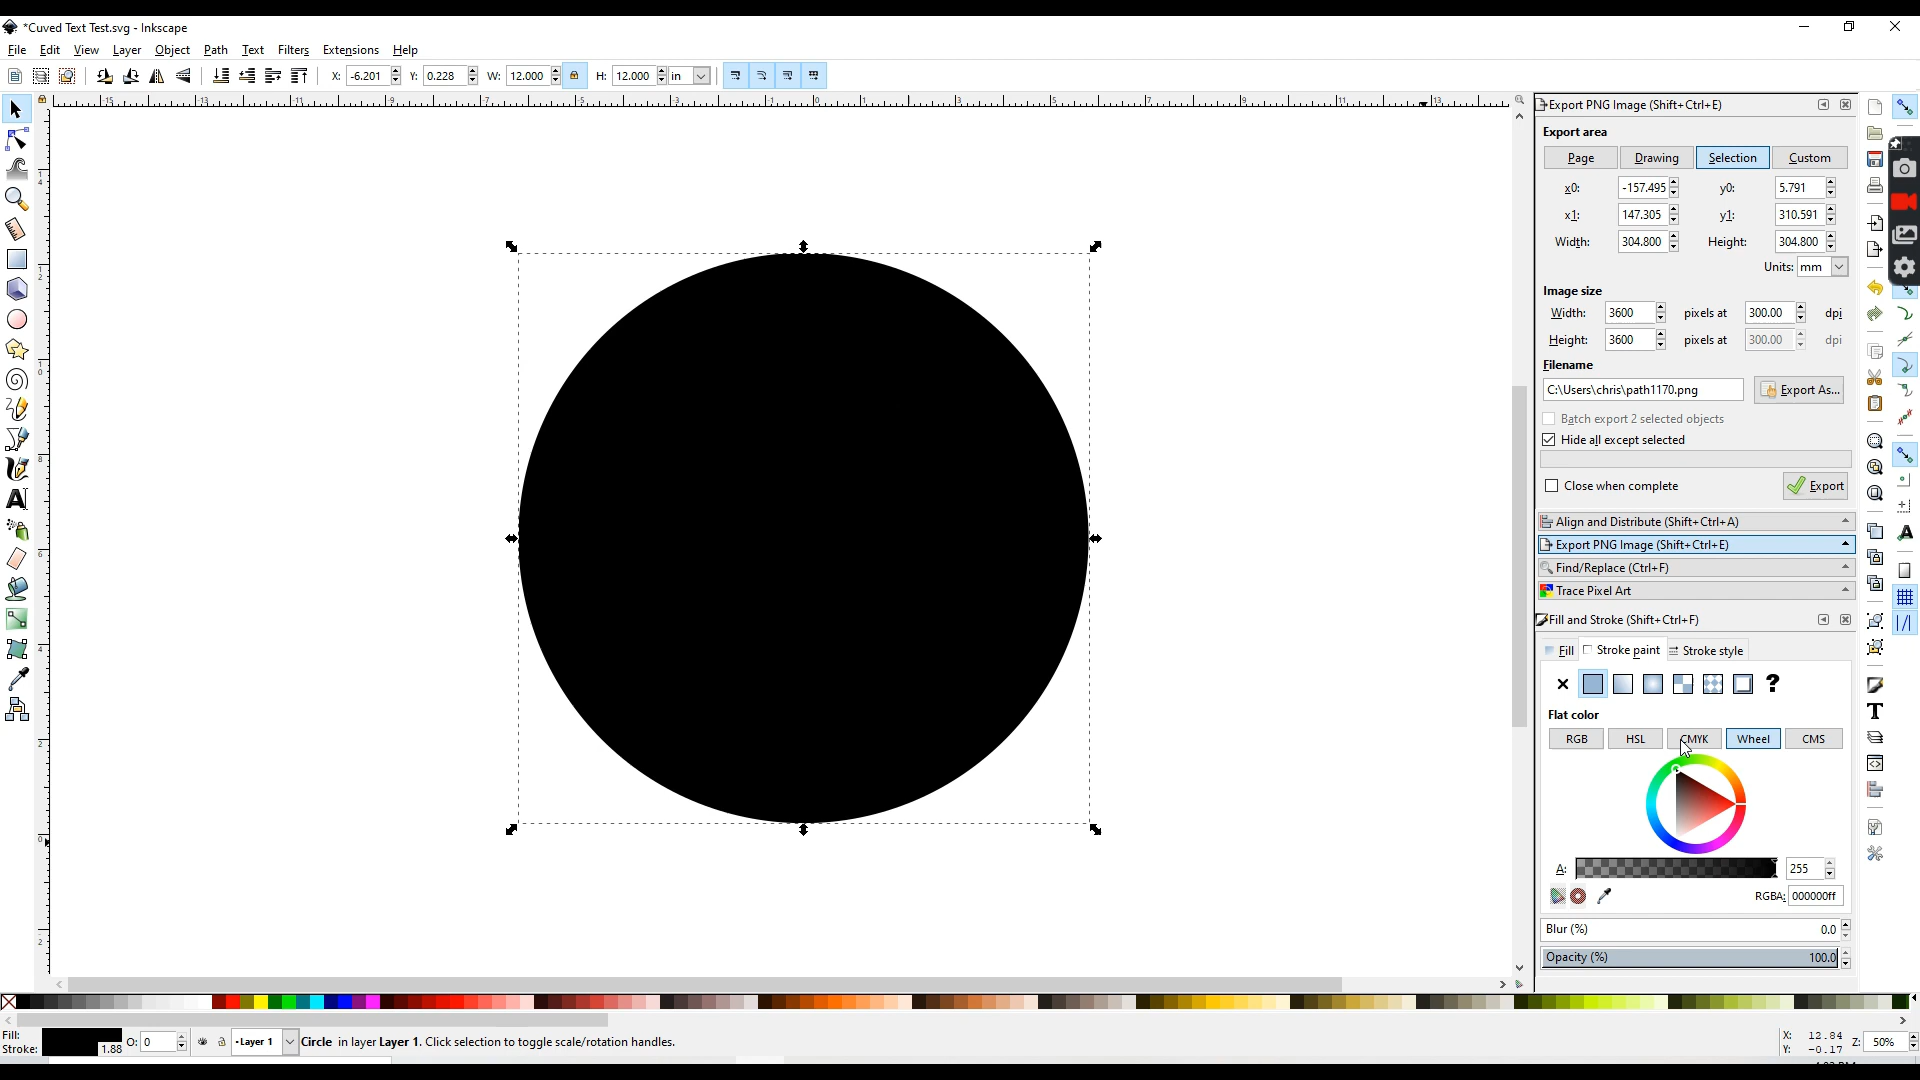 *Cuved Text Test.svg - Inkscape
File Edit View Layer Object Path Text Filters Extensions Help
X: -6.201 Y: 0.228 W: 12.000 H: 12.000 in
Export PNG Image (Shift+Ctrl+E)
Export area
Page Drawing Selection Custom
x0: -157.495 y0: 5.791
x1: 147.305 y1: 310.591
Width: 304.800 Height: 304.800
Units: mm
Image size
Width: 3600 pixels at 300.00 dpi
Height: 3600 pixels at 300.00 dpi
Filename
C:\Users\chris\path1170.png Export As...
Batch export 2 selected objects
Hide all except selected
Close when complete Export
Align and Distribute (Shift+Ctrl+A)
Export PNG Image (Shift+Ctrl+E)
Find/Replace (Ctrl+F)
Trace Pixel Art
Fill and Stroke (Shift+Ctrl+F)
Fill Stroke paint Stroke style
Flat color
RGB HSL CMYK Wheel CMS
A: 255
RGBA: 000000ff
Blur (%) 0.0
Opacity (%) 100.0
Fill:
Stroke: 1.88 O: 0 Layer 1 Circle in layer Layer 1. Click selection to toggle scale/rotation handles.
X: 12.84 Z: 50%
Y: -0.17